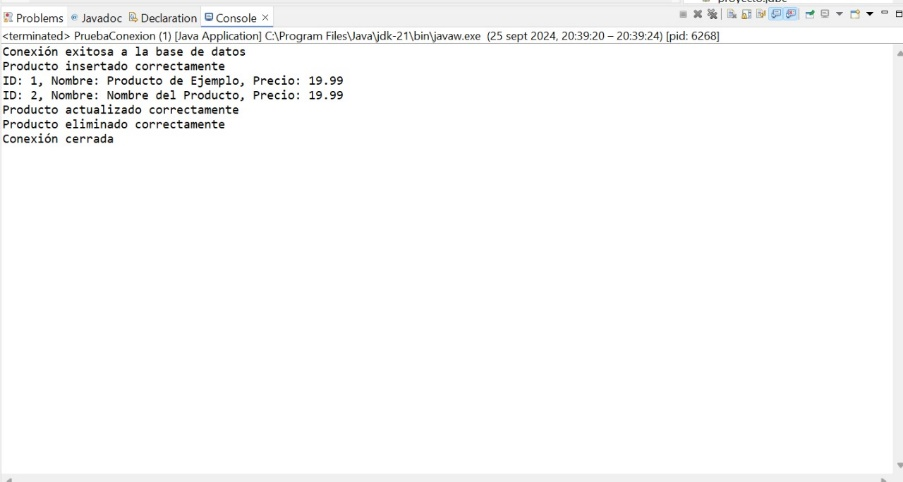 proyecto.jdbc
Problems Javadoc Declaration Console
<terminated> PruebaConexion (1) [Java Application] C:\Program Files\Java\jdk-21\bin\javaw.exe (25 sept 2024, 20:39:20 – 20:39:24) [pid: 6268]
Conexión exitosa a la base de datos
Producto insertado correctamente
ID: 1, Nombre: Producto de Ejemplo, Precio: 19.99
ID: 2, Nombre: Nombre del Producto, Precio: 19.99
Producto actualizado correctamente
Producto eliminado correctamente
Conexión cerrada